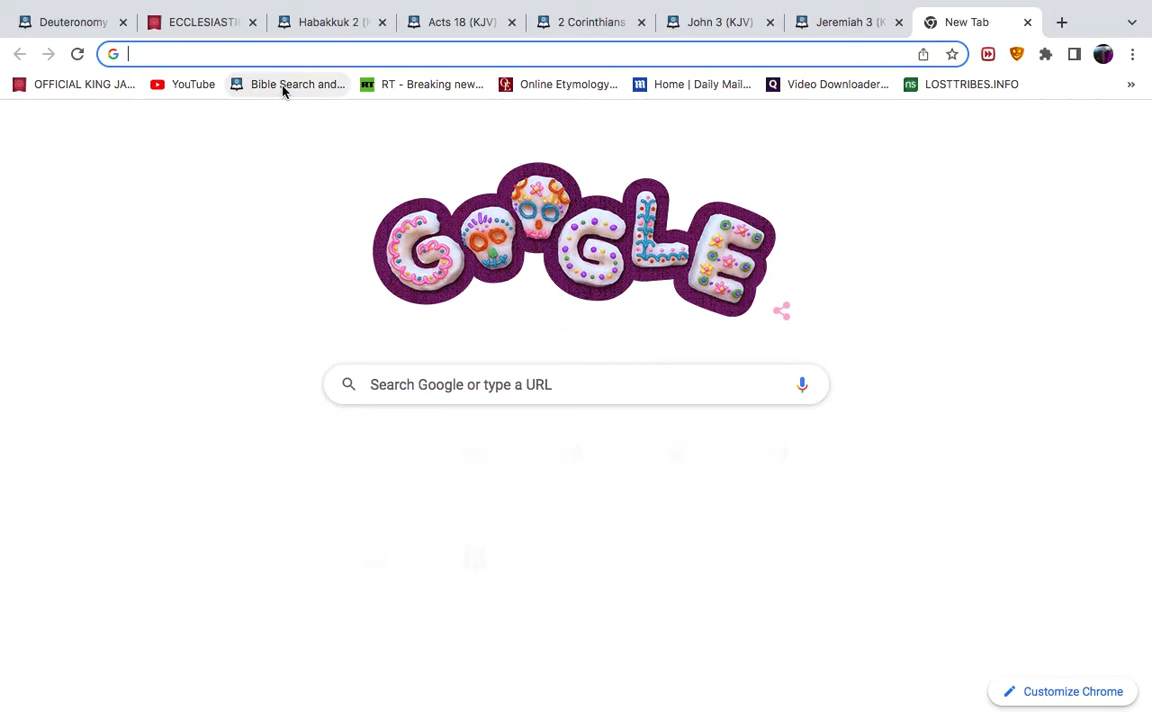 Deuteronomy ECCLESIASTI Habakkuk 2 (K Acts 18 (KJV) 2 Corinthians John 3 (KJV) Jeremiah 3 (K New Tab
OFFICIAL KING JA... YouTube Bible Search and... RT - Breaking new... Online Etymology... Home | Daily Mail... Video Downloader... LOSTTRIBES.INFO »
GOOGLE
Search Google or type a URL
Customize Chrome